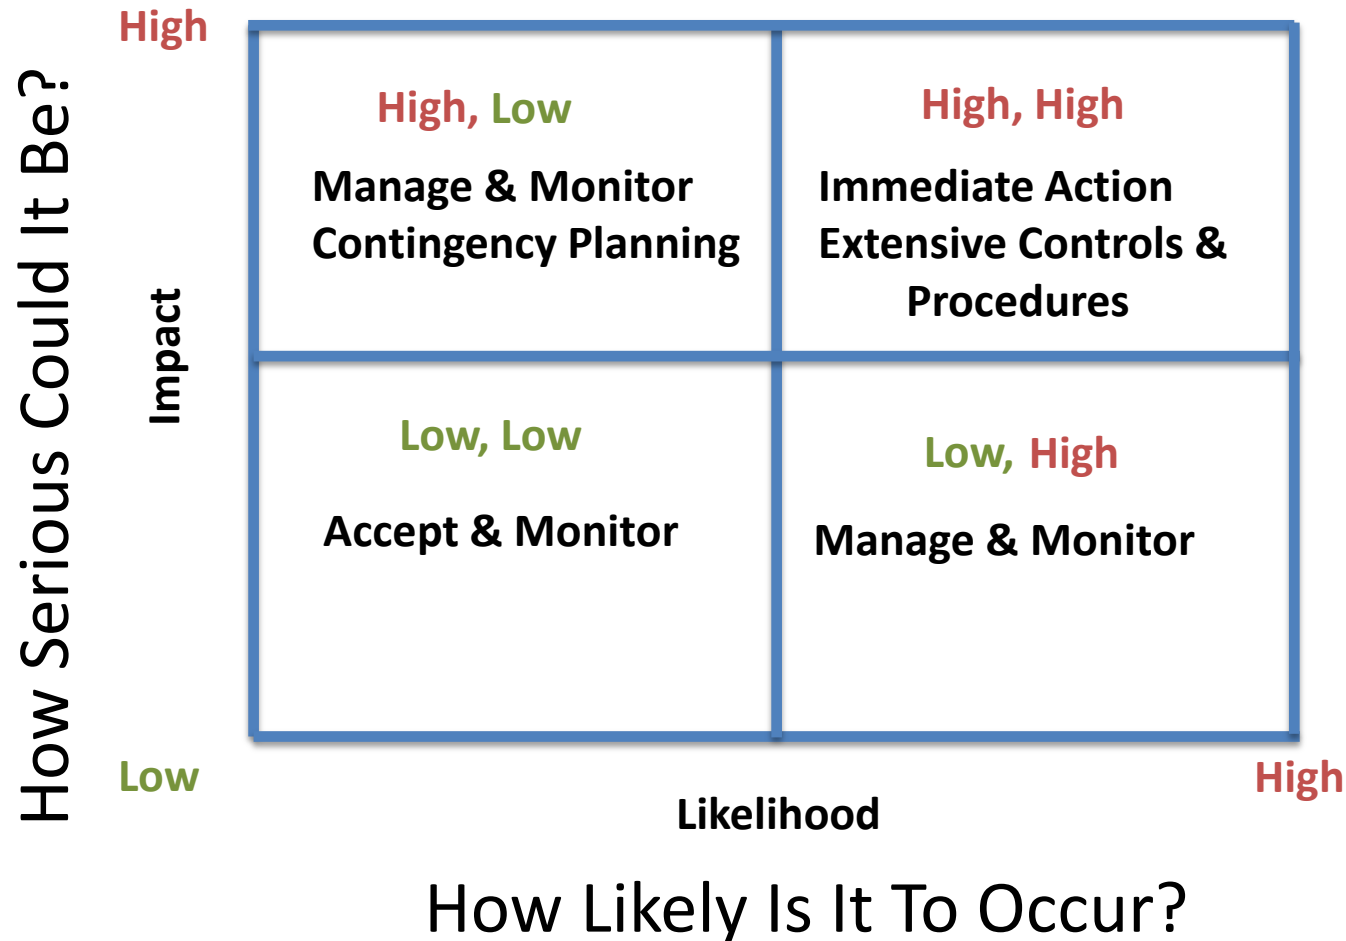 High
How Serious Could It Be?
Impact
High, Low
Manage & Monitor
Contingency Planning
High, High
Immediate Action
Extensive Controls &
Procedures
Low, Low
Accept & Monitor
Low, High
Manage & Monitor
Low
High
Likelihood
How Likely Is It To Occur?